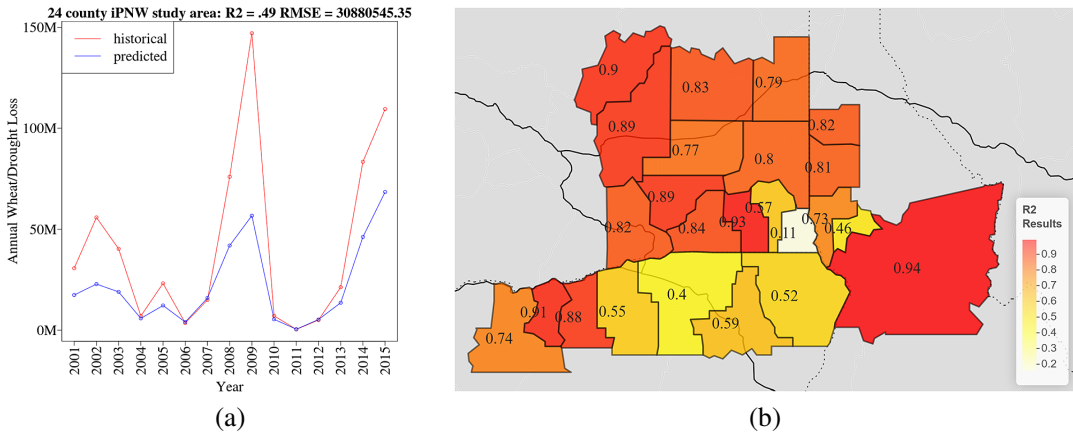 24 county iPNW study area: R2 = .49 RMSE = 30880545.35
150M
100M
50M
0M
Annual Wheat/Drought Loss
historical
predicted
2001 2002 2003 2004 2005 2006 2007 2008 2009 2010 2011 2012 2013 2014 2015
Year
(a)
0.9
0.83
0.79
0.89
0.82
0.77
0.8
0.81
0.89
0.57
0.82
0.84
0.93
0.11
0.73
0.46
0.94
0.4
0.52
0.55
0.91
0.88
0.59
0.74
R2
Results
0.9
0.8
0.7
0.6
0.5
0.4
0.3
0.2
(b)